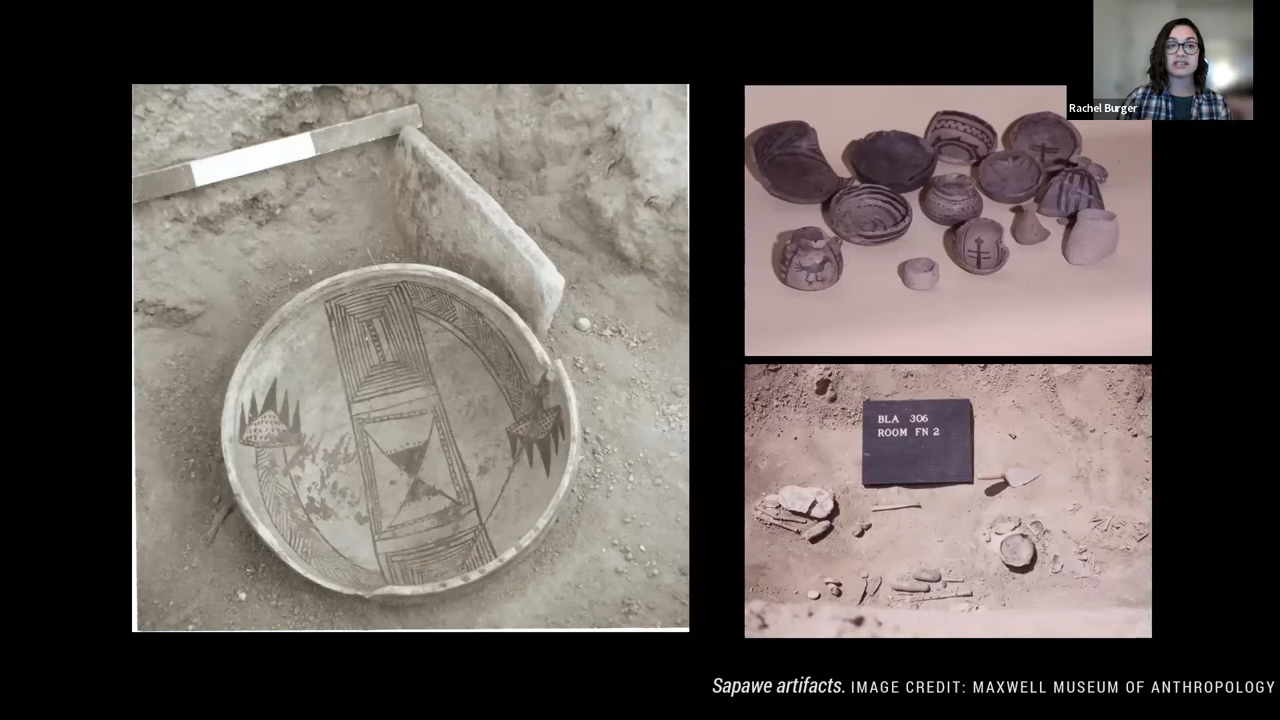 Rachel Burger
BLA 306
ROOM FN 2
Sapawe artifacts. IMAGE CREDIT: MAXWELL MUSEUM OF ANTHROPOLOGY